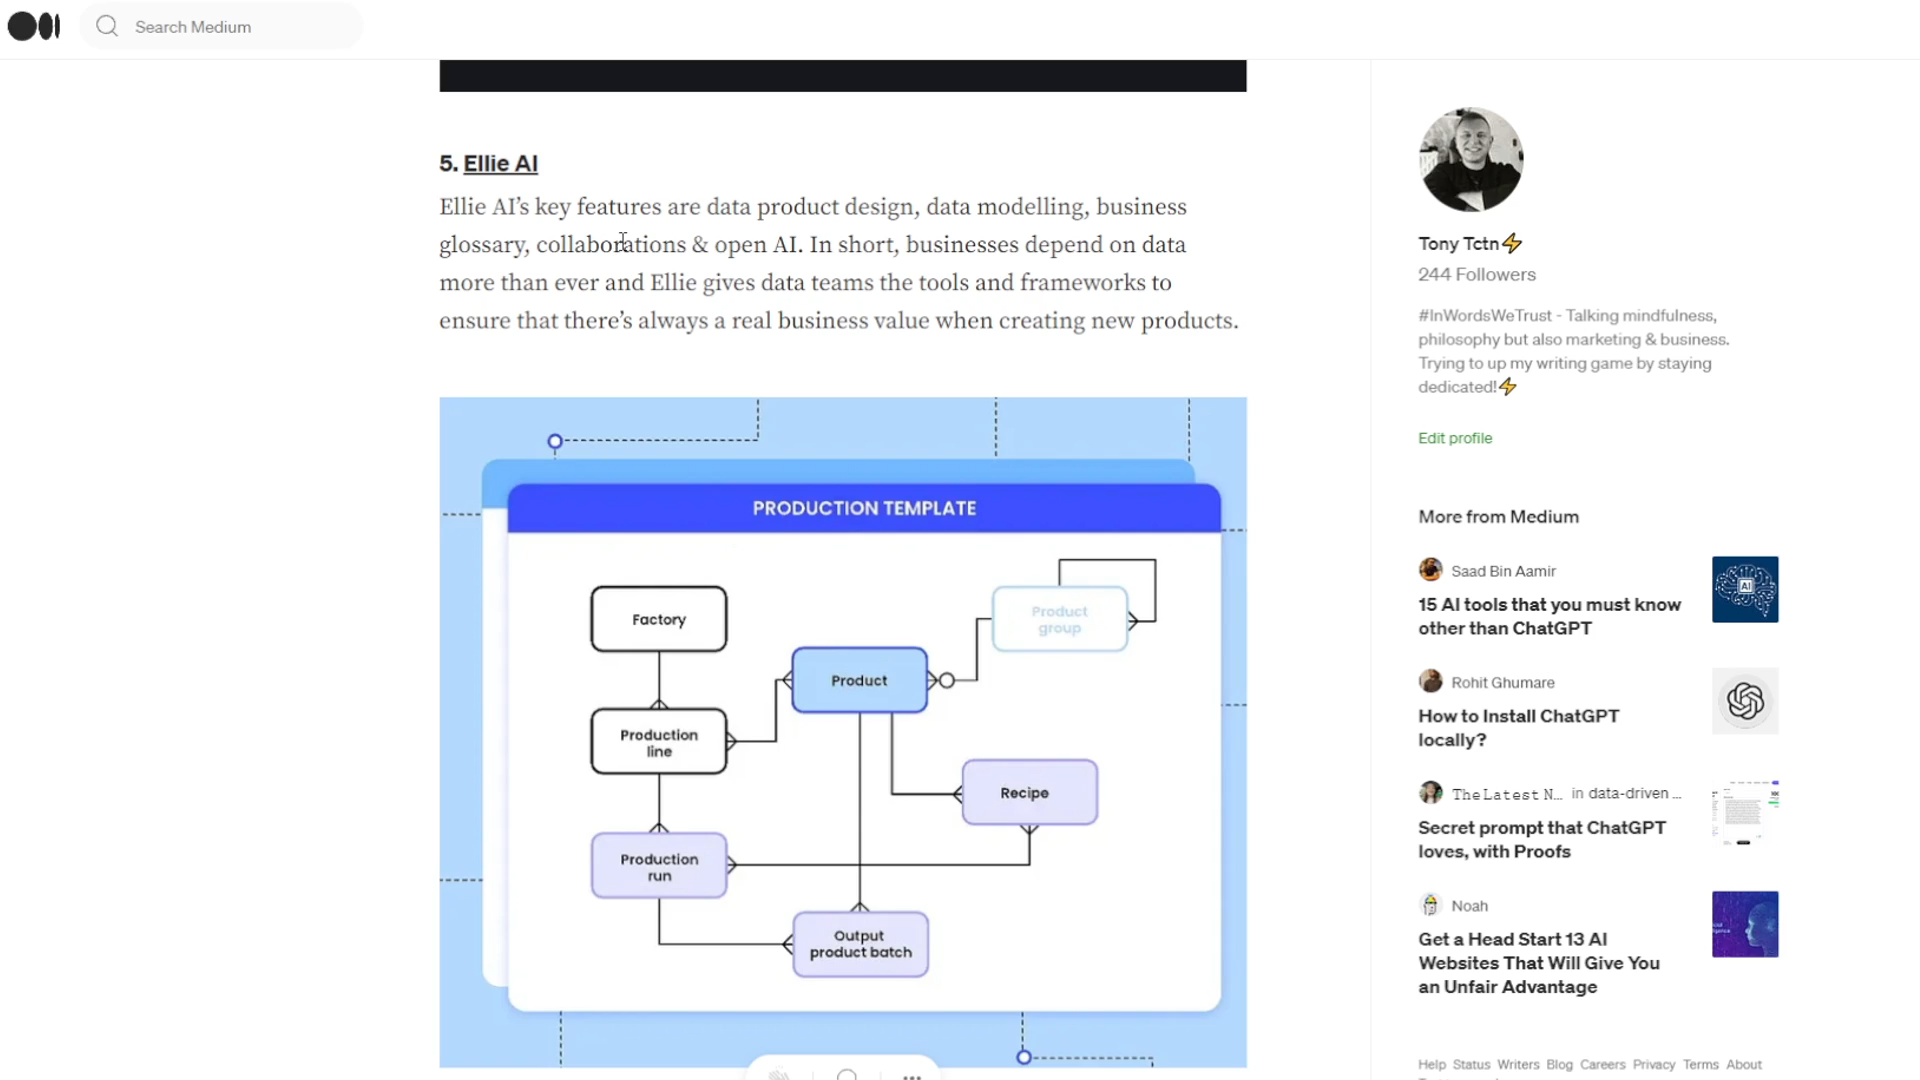 Search Medium
5. Ellie AI
Ellie AI’s key features are data product design, data modelling, business
glossary, collaborations & open AI. In short, businesses depend on data
more than ever and Ellie gives data teams the tools and frameworks to
ensure that there’s always a real business value when creating new products.
PRODUCTION TEMPLATE
Factory
Product
group
Product
Production
line
Recipe
Production
run
Output
product batch
Tony Tctn⚡
244 Followers
#InWordsWeTrust - Talking mindfulness,
philosophy but also marketing & business.
Trying to up my writing game by staying
dedicated!⚡
Edit profile
More from Medium
Saad Bin Aamir
15 AI tools that you must know
other than ChatGPT
AI
Rohit Ghumare
How to Install ChatGPT
locally?
The Latest N... in data-driven ...
Secret prompt that ChatGPT
loves, with Proofs
Noah
Get a Head Start 13 AI
Websites That Will Give You
an Unfair Advantage
Help Status Writers Blog Careers Privacy Terms About